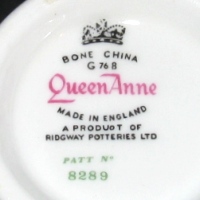 BONE CHINA
G 76 8
Queen Anne
MADE IN ENGLAND
A PRODUCT OF
RIDGWAY POTTERIES LTD
PATT Nº
8289